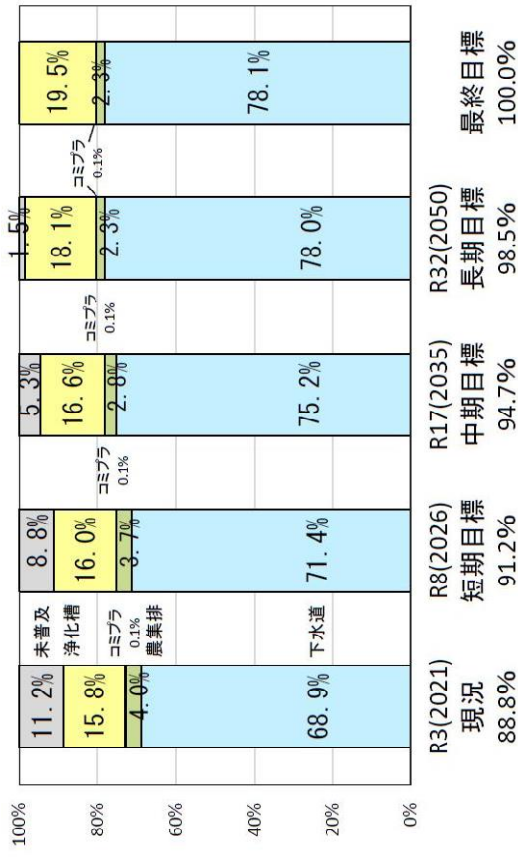 100%
80%
60%
40%
20%
0%
11.2%
15.8%
4.0%
68.9%
未普及
浄化槽
コミプラ
0.1%
農集排
下水道
8.8%
16.0%
3.7%
71.4%
コミプラ
0.1%
5.3%
16.6%
2.8%
75.2%
コミプラ
0.1%
1.5%
18.1%
2.3%
78.0%
コミプラ
0.1%
19.5%
2.3%
78.1%
R3(2021)
現況
88.8%
R8(2026)
短期目標
91.2%
R17(2035)
中期目標
94.7%
R32(2050)
長期目標
98.5%
最終目標
100.0%